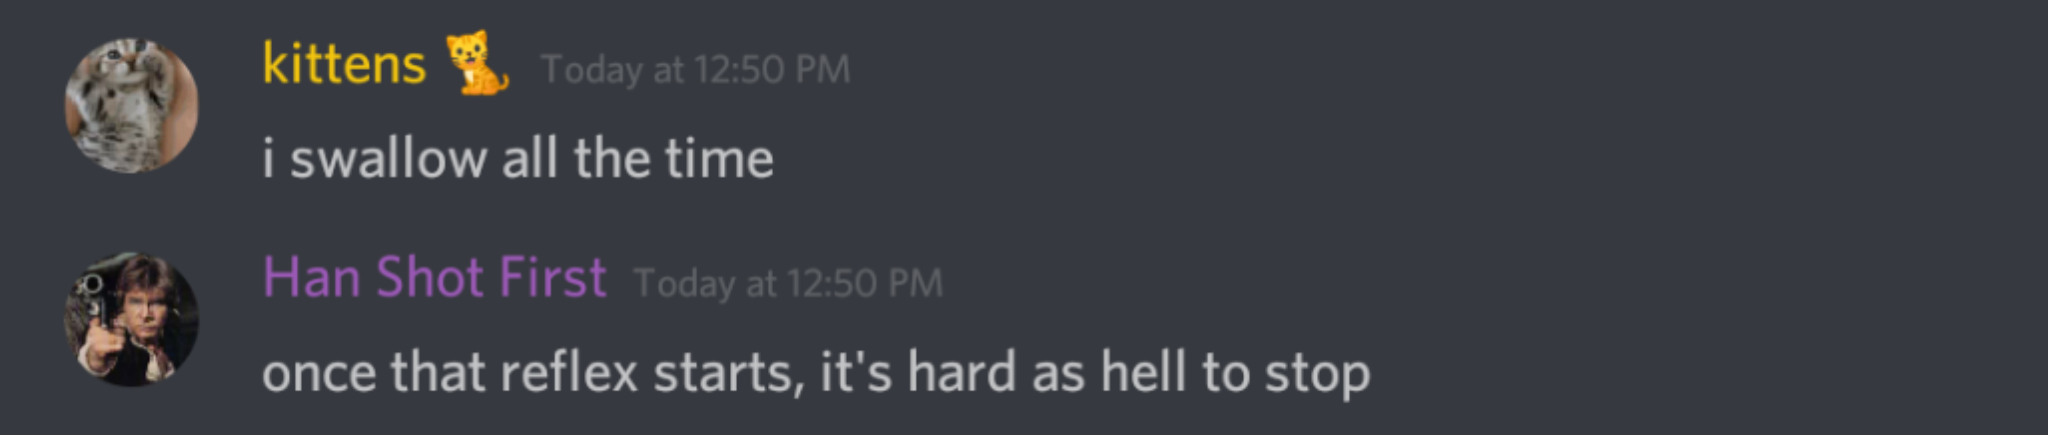 kittens 🐈 Today at 12:50 PM
i swallow all the time
Han Shot First Today at 12:50 PM
once that reflex starts, it's hard as hell to stop